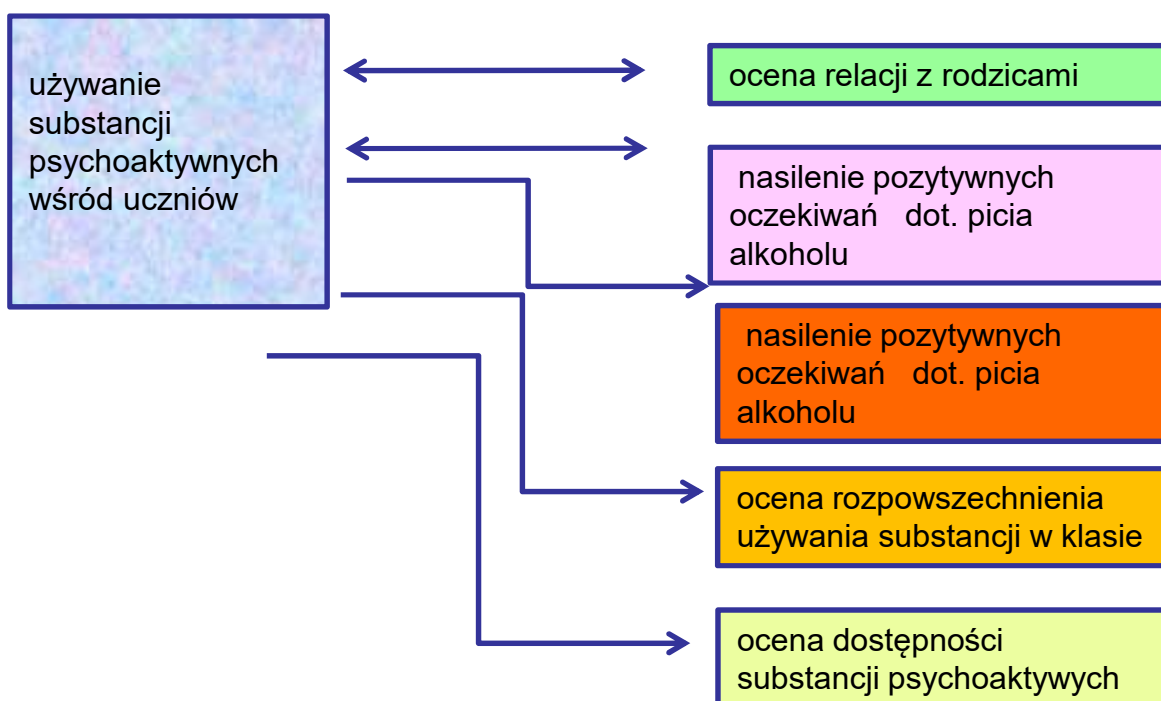 używanie
substancji
psychoaktywnych
wśród uczniów
ocena relacji z rodzicami
nasilenie pozytywnych
oczekiwań dot. picia
alkoholu
nasilenie pozytywnych
oczekiwań dot. picia
alkoholu
ocena rozpowszechnienia
używania substancji w klasie
ocena dostępności
substancji psychoaktywych